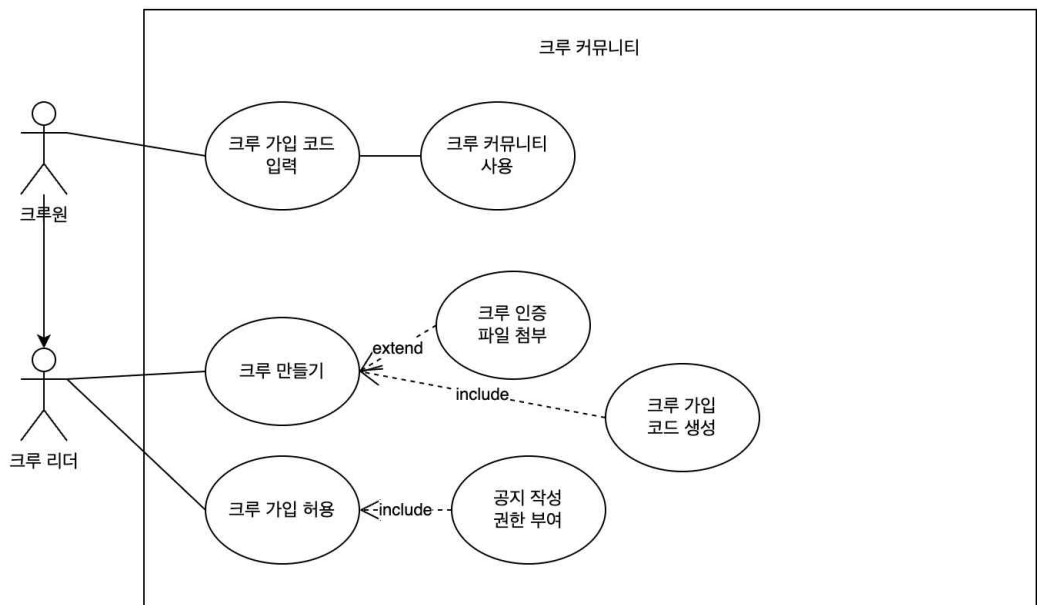 크루 커뮤니티
크루 가입 코드
입력
크루 커뮤니티
사용
크루원
크루 인증
파일 첨부
extend
크루 만들기
include
크루 가입
코드 생성
크루 리더
크루 가입 허용
include
공지 작성
권한 부여